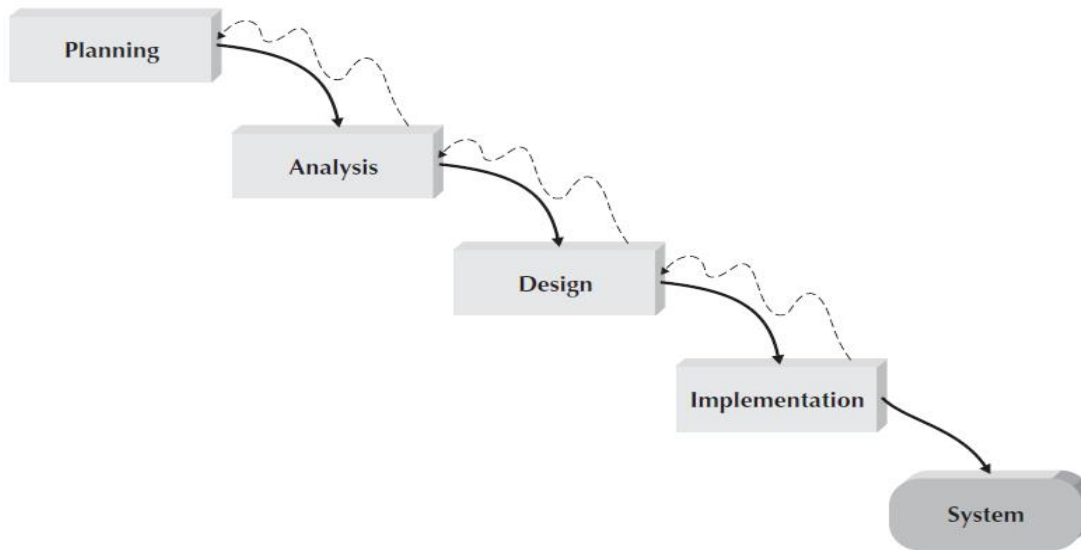 Planning
Analysis
Design
Implementation
System